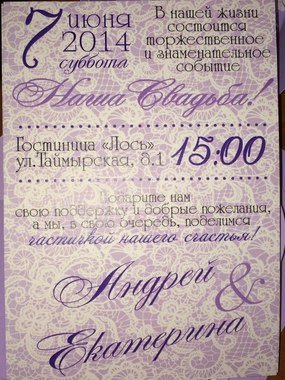 7 июня
2014
суббота
В нашей жизни
состоится
торжественное
и знаменательное
событие
Наша Свадьба!
Гостиница «Лось»
ул.Таймырская, д.1
15:00
Подарите нам
свою поддержку и добрые пожелания,
а мы, в свою очередь, поделимся
частичкой нашего счастья!
Андрей
&
Екатерина